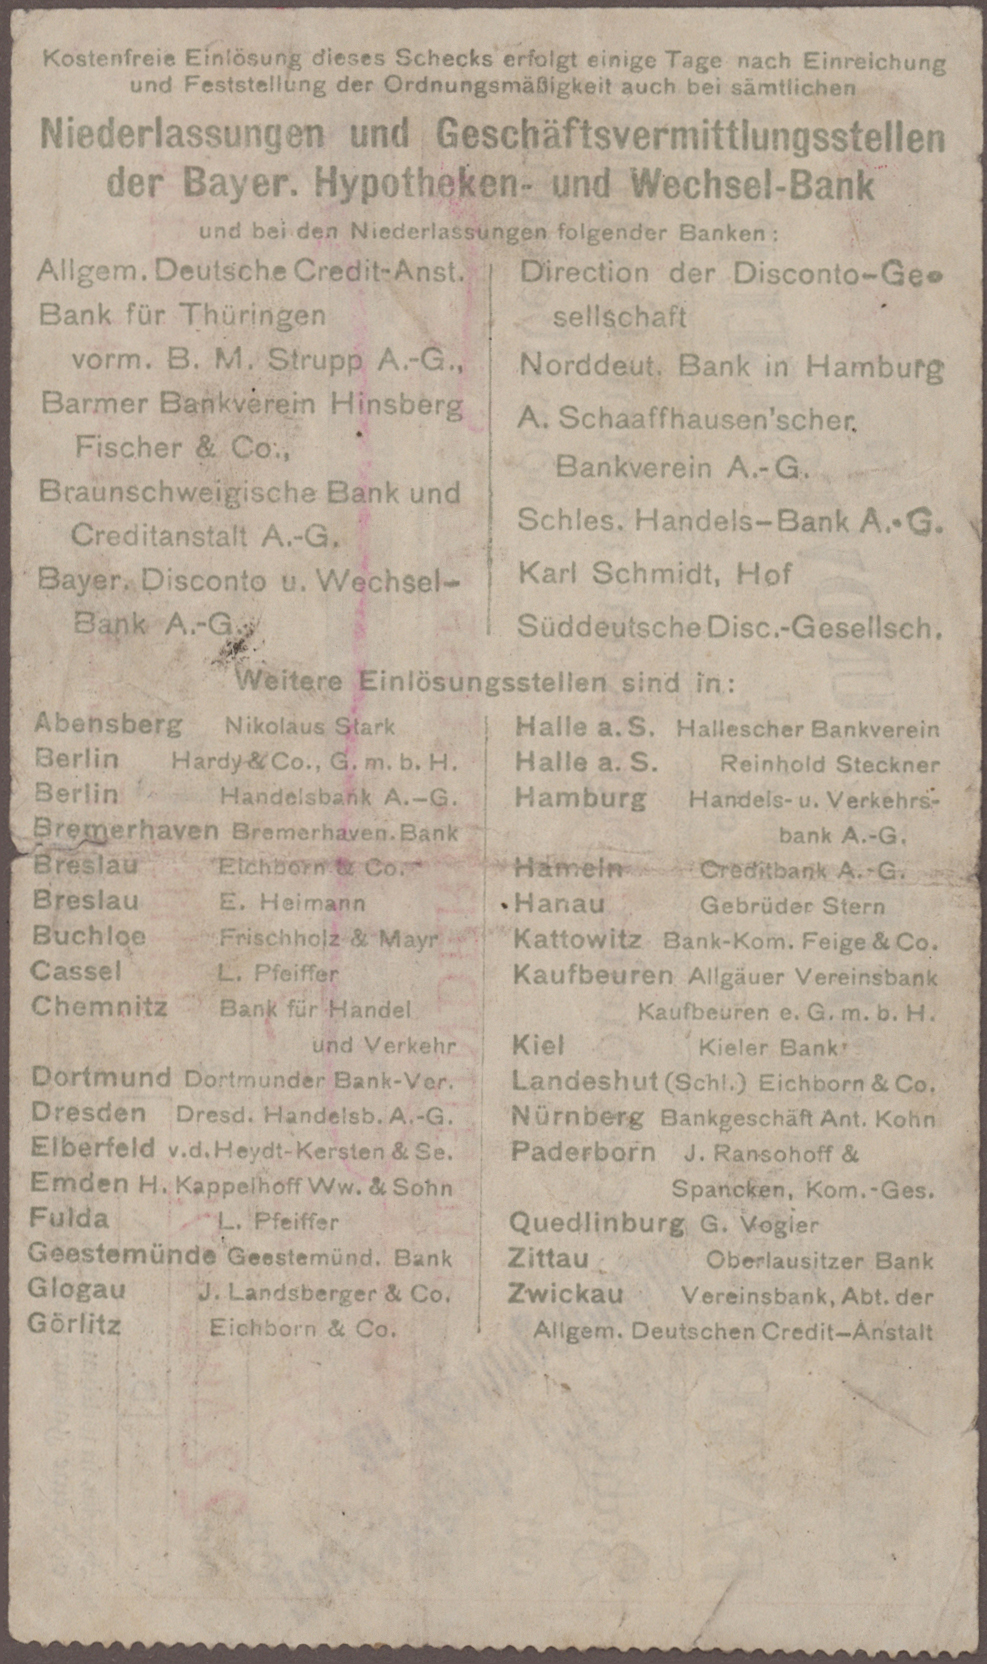 Kostenfreie Einlösung dieses Schecks erfolgt einige Tage nach Einreichung
und Feststellung der Ordnungsmäßigkeit auch bei sämtlichen
Niederlassungen und Geschäftsvermittlungsstellen
der Bayer. Hypotheken- und Wechsel-Bank
und bei den Niederlassungen folgender Banken:
Allgem. Deutsche Credit-Anst.
Bank für Thüringen
vorm. B. M. Strupp A.-G.,
Barmer Bankverein Hinsberg
Fischer & Co.,
Braunschweigische Bank und
Creditanstalt A.-G.
Bayer. Disconto u. Wechsel-
Bank A.-G.,
Direction der Disconto-Ge-
sellschaft
Norddeut. Bank in Hamburg
A. Schaaffhausen'scher
Bankverein A.-G.
Schles. Handels-Bank A.-G.
Karl Schmidt, Hof
Süddeutsche Disc.-Gesellsch.
Weitere Einlösungsstellen sind in:
Abensberg Nikolaus Stark
Berlin Hardy & Co., G. m. b. H.
Berlin Handelsbank A.-G.
Bremerhaven Bremerhaven. Bank
Breslau Eichborn & Co.
Breslau E. Heimann
Buchloe Frischholz & Mayr
Cassel L. Pfeiffer
Chemnitz Bank für Handel
und Verkehr
Dortmund Dortmunder Bank-Ver.
Dresden Dresd. Handelsb. A.-G.
Elberfeld v.d. Heydt-Kersten & Se.
Emden H. Kappelhoff Ww. & Sohn
Fulda L. Pfeiffer
Geestemünde Geestemünd. Bank
Glogau J. Landsberger & Co.
Görlitz Eichborn & Co.
Halle a. S. Hallescher Bankverein
Halle a. S. Reinhold Steckner
Hamburg Handels- u. Verkehrs-
bank A.-G.
Hameln Creditbank A.-G.
Hanau Gebrüder Stern
Kattowitz Bank-Kom. Feige & Co.
Kaufbeuren Allgäuer Vereinsbank
Kaufbeuren e. G. m. b. H.
Kiel Kieler Bank
Landeshut (Schl.) Eichborn & Co.
Nürnberg Bankgeschäft Ant. Kohn
Paderborn J. Ransohoff &
Spancken, Kom.-Ges.
Quedlinburg G. Vogler
Zittau Oberlausitzer Bank
Zwickau Vereinsbank, Abt. der
Allgem. Deutschen Credit-Anstalt